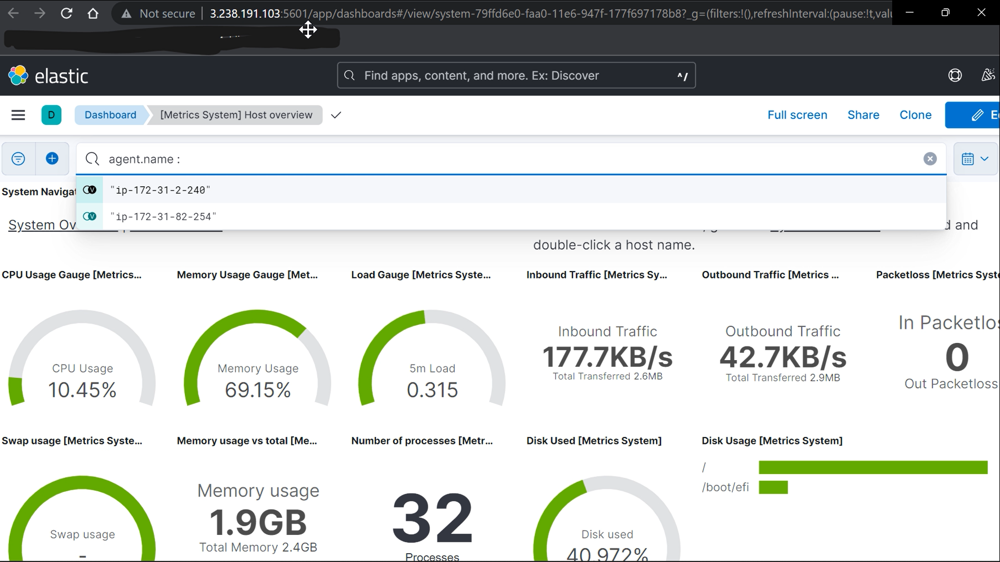 Not secure
3.238.191.103:5601/app/dashboards#/view/system-79ffd6e0-faa0-11e6-947f-177f697178b8?_g=(filters:!(),refreshInterval:(pause:!t,valu
elastic
Find apps, content, and more. Ex: Discover ^/
D
Dashboard
[Metrics System] Host overview
Full screen
Share
Clone
agent.name :
"ip-172-31-2-240"
"ip-172-31-82-254"
System Navigat
System Ov
d and
double-click a host name.
CPU Usage Gauge [Metrics...
Memory Usage Gauge [Met...
Load Gauge [Metrics Syste...
Inbound Traffic [Metrics Sy...
Outbound Traffic [Metrics ...
Packetloss [Metrics Syste
CPU Usage
10.45%
Memory Usage
69.15%
5m Load
0.315
Inbound Traffic
177.7KB/s
Total Transferred 2.6MB
Outbound Traffic
42.7KB/s
Total Transferred 2.9MB
In Packetlos
0
Out Packetloss
Swap usage [Metrics Syste...
Memory usage vs total [Me...
Number of processes [Metr...
Disk Used [Metrics System]
Disk Usage [Metrics System]
Swap usage
-
Memory usage
1.9GB
Total Memory 2.4GB
32
Processes
Disk used
40.972%
/
/boot/efi